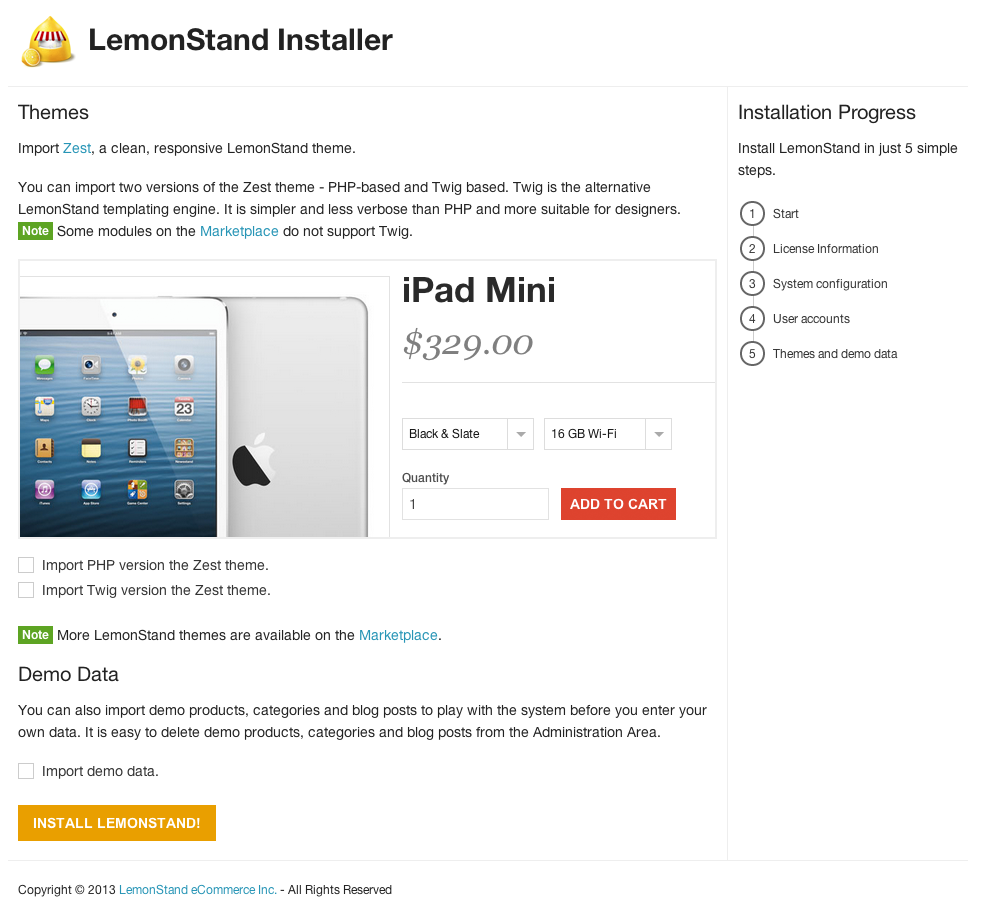 LemonStand Installer
Themes
Import Zest, a clean, responsive LemonStand theme.
You can import two versions of the Zest theme - PHP-based and Twig based. Twig is the alternative
LemonStand templating engine. It is simpler and less verbose than PHP and more suitable for designers.
Note Some modules on the Marketplace do not support Twig.
iPad Mini
$329.00
23
Black & Slate
16 GB Wi-Fi
Quantity
1
ADD TO CART
Import PHP version the Zest theme.
Import Twig version the Zest theme.
Note More LemonStand themes are available on the Marketplace.
Demo Data
You can also import demo products, categories and blog posts to play with the system before you enter your
own data. It is easy to delete demo products, categories and blog posts from the Administration Area.
Import demo data.
INSTALL LEMONSTAND!
Installation Progress
Install LemonStand in just 5 simple
steps.
1 Start
2 License Information
3 System configuration
4 User accounts
5 Themes and demo data
Copyright © 2013 LemonStand eCommerce Inc. - All Rights Reserved